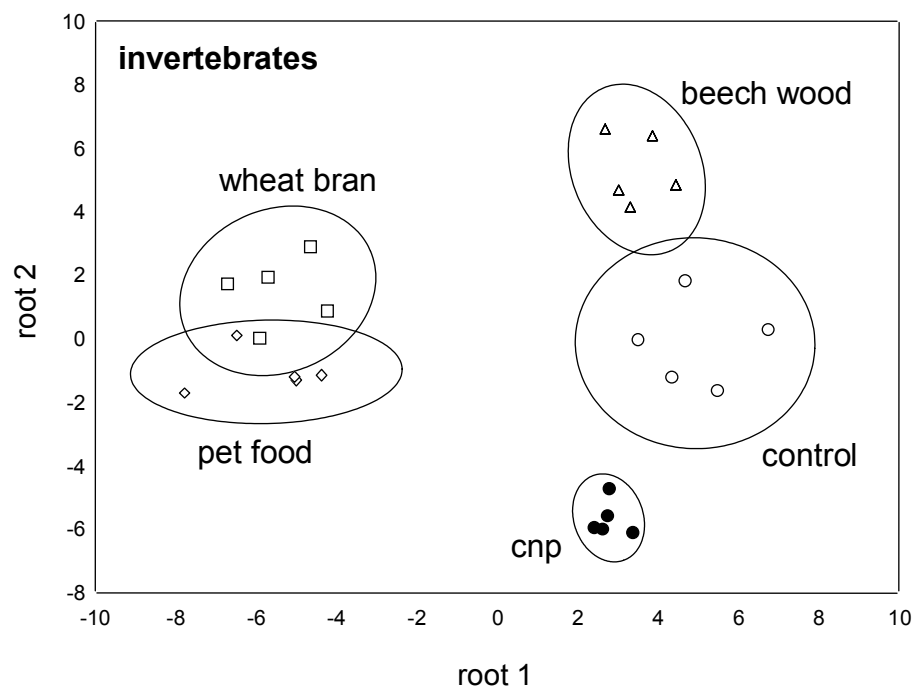 invertebrates
beech wood
wheat bran
pet food
control
cnp
root 2
10
8
6
4
2
0
-2
-4
-6
-8
-10 -8 -6 -4 -2 0 2 4 6 8 10
root 1